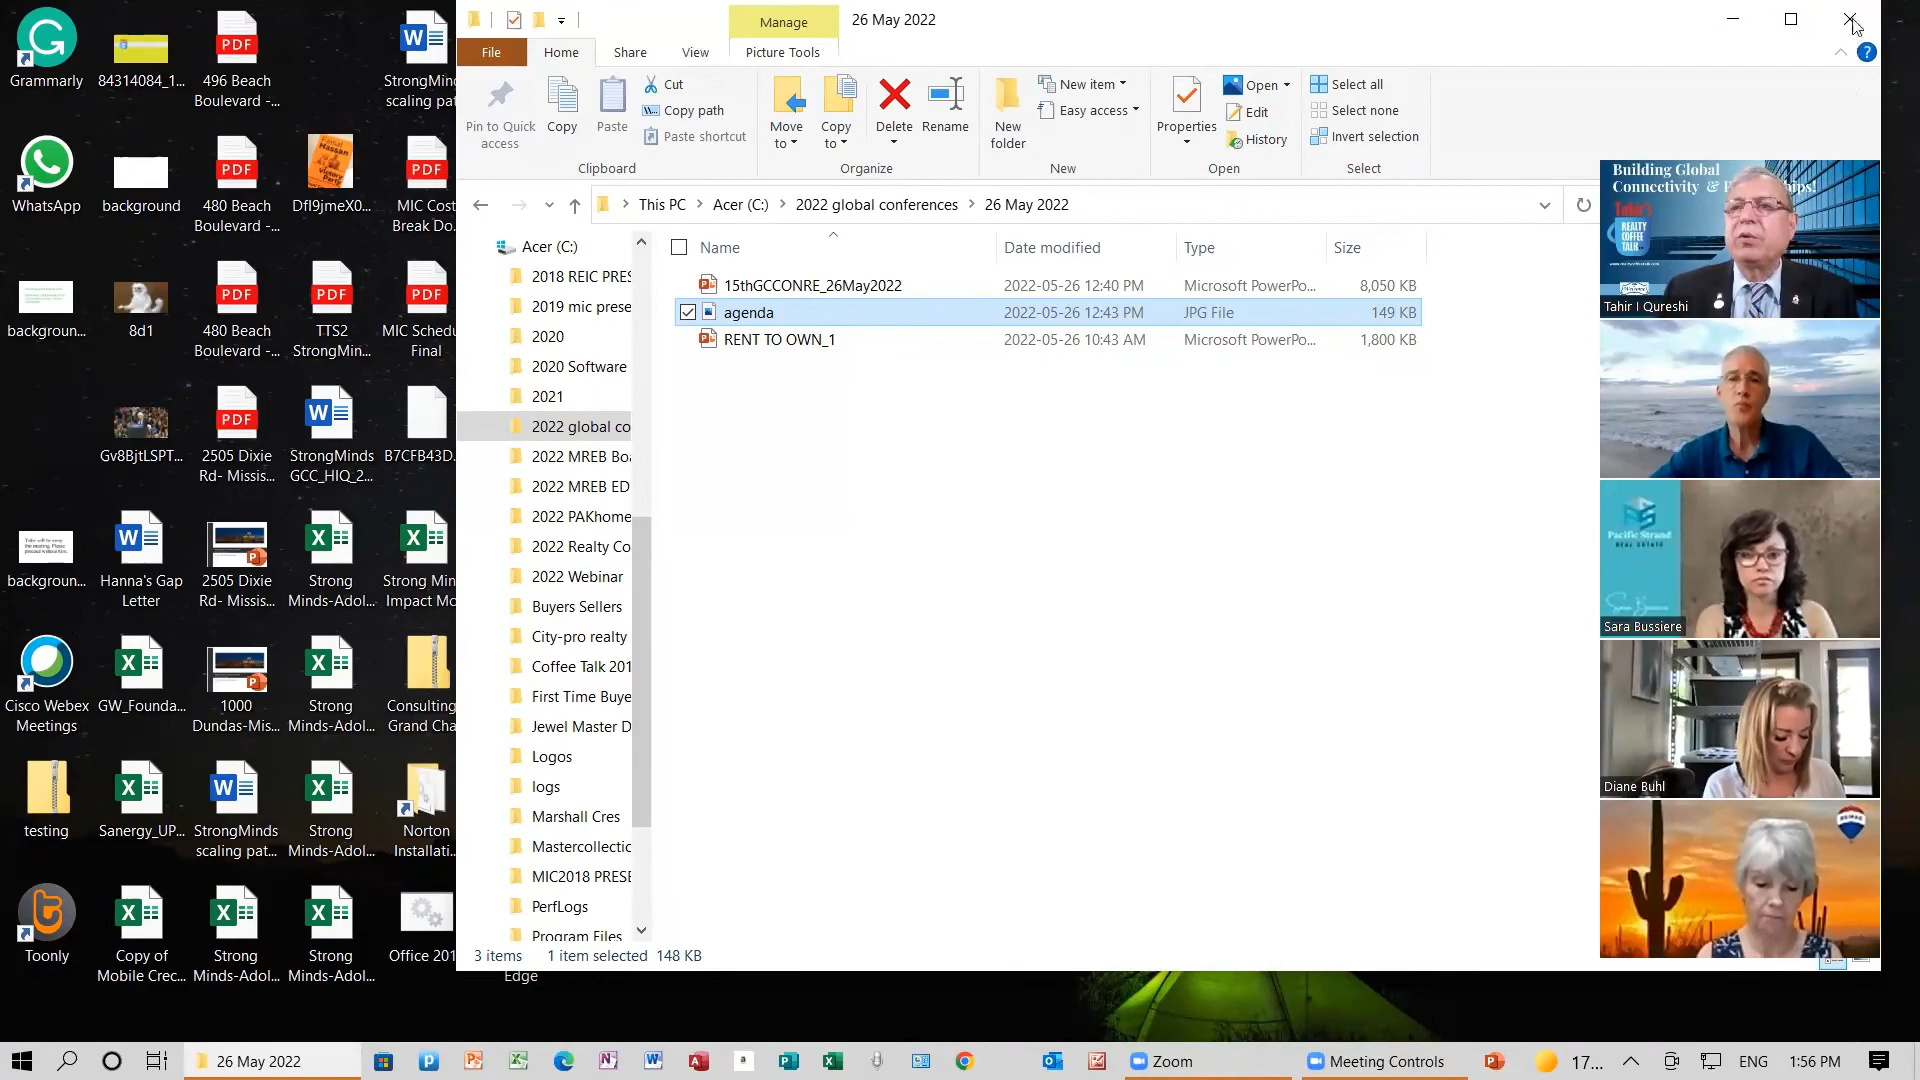 Grammarly
84314084_1...
496 Beach
Boulevard -...
StrongMind
scaling pat
WhatsApp
background
480 Beach
Boulevard -...
DfI9jmeX0...
MIC Cost
Break Do..
backgroun...
8d1
480 Beach
Boulevard -...
TTS2
StrongMin...
MIC Schedu
Final
Gv8BjtLSPT...
2505 Dixie
Rd- Missis...
StrongMinds
GCC_HIQ_2...
B7CFB43D.
backgroun...
Hanna's Gap
Letter
2505 Dixie
Rd- Missis...
Strong
Minds-Adol...
Strong Min
Impact Mo
Cisco Webex
Meetings
GW_Founda...
1000
Dundas-Mis...
Strong
Minds-Adol...
Consulting
Grand Cha
testing
Sanergy_UP...
StrongMinds
scaling pat...
Strong
Minds-Adol...
Norton
Installati..
Toonly
Copy of
Mobile Crec...
Strong
Minds-Adol...
Strong
Minds-Adol...
Office 201
Edge
Manage
26 May 2022
File
Home
Share
View
Picture Tools
Pin to Quick
access
Copy
Paste
Cut
Copy path
Paste shortcut
Clipboard
Move
to
Copy
to
Delete
Rename
Organize
New
folder
New item
Easy access
New
Properties
Open
Edit
History
Open
Select all
Select none
Invert selection
Select
This PC
Acer (C:)
2022 global conferences
26 May 2022
Acer (C:)
2018 REIC PRES
2019 mic prese
2020
2020 Software
2021
2022 global co
2022 MREB Boa
2022 MREB ED
2022 PAKhome
2022 Realty Co
2022 Webinar
Buyers Sellers
City-pro realty
Coffee Talk 201
First Time Buye
Jewel Master D
Logos
logs
Marshall Cres
Mastercollectic
MIC2018 PRESE
PerfLogs
Program Files
Name
Date modified
Type
Size
15thGCCONRE_26May2022
2022-05-26 12:40 PM
Microsoft PowerPo...
8,050 KB
agenda
2022-05-26 12:43 PM
JPG File
149 KB
RENT TO OWN_1
2022-05-26 10:43 AM
Microsoft PowerPo...
1,800 KB
3 items
1 item selected
148 KB
Building Global
Connectivity &
Tahir's
REALTY
COFFEE
TALK
Tahir I Qureshi
Pacific Strand
REAL ESTATE
Sara Bussiere
Diane Buhl
26 May 2022
Zoom
Meeting Controls
17...
ENG
1:56 PM